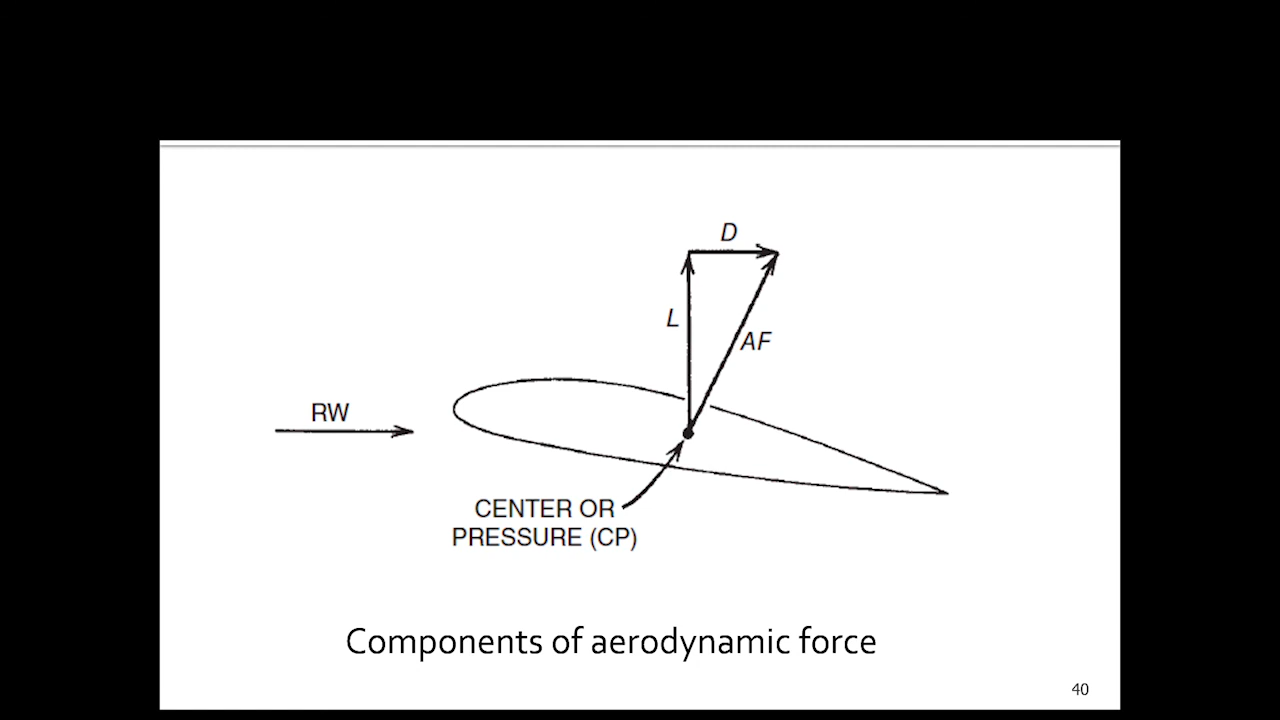 D
L
AF
RW
CENTER OR
PRESSURE (CP)
Components of aerodynamic force
40